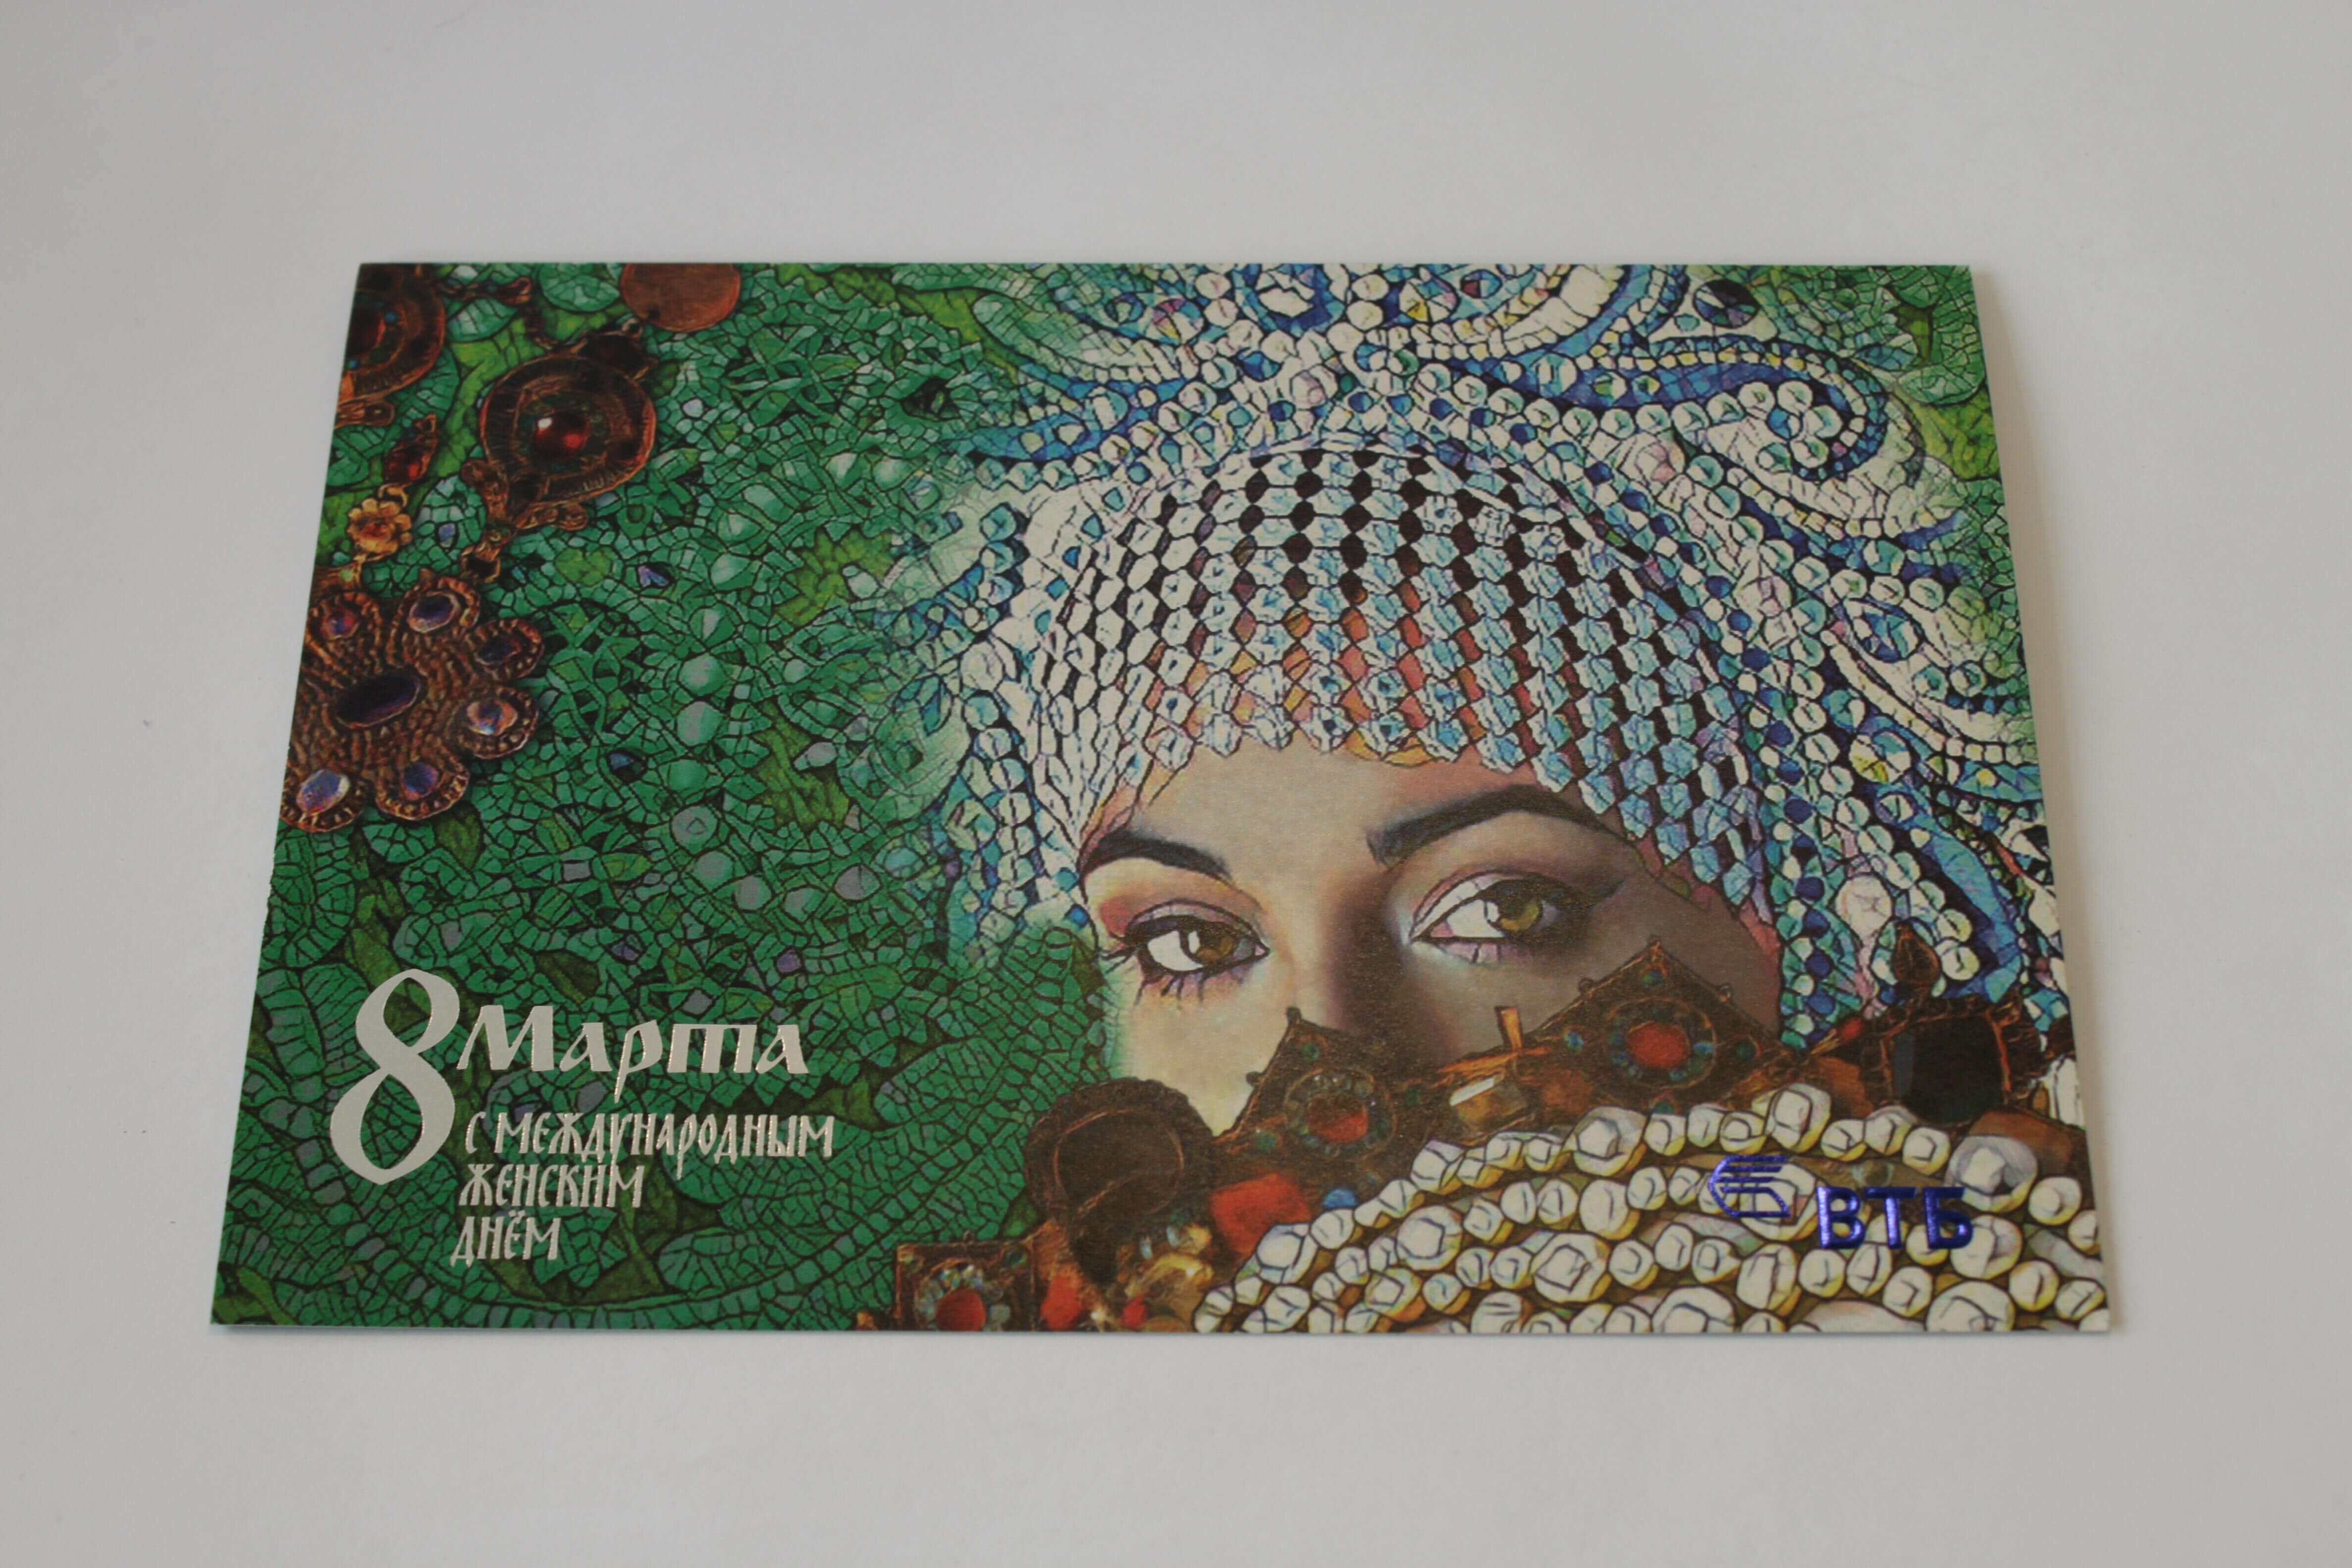 8 Марта
С МЕЖДУНАРОДНЫМ
ЖЕНСКИМ
ДНЁМ
ВТБ